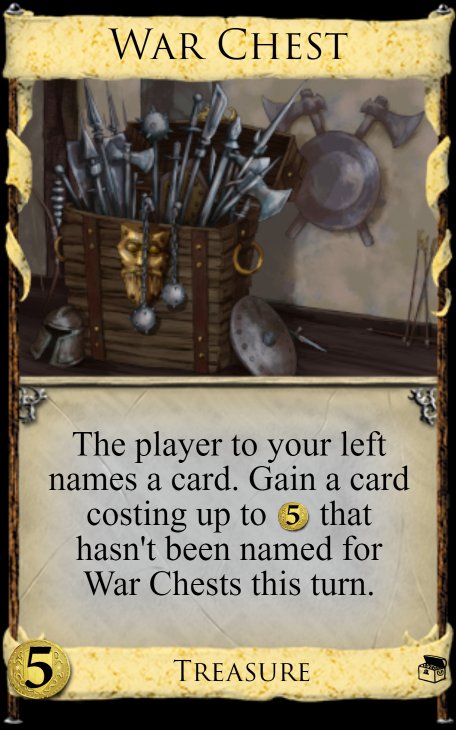 War Chest
The player to your left
names a card. Gain a card
costing up to 5 that
hasn't been named for
War Chests this turn.
5
Treasure